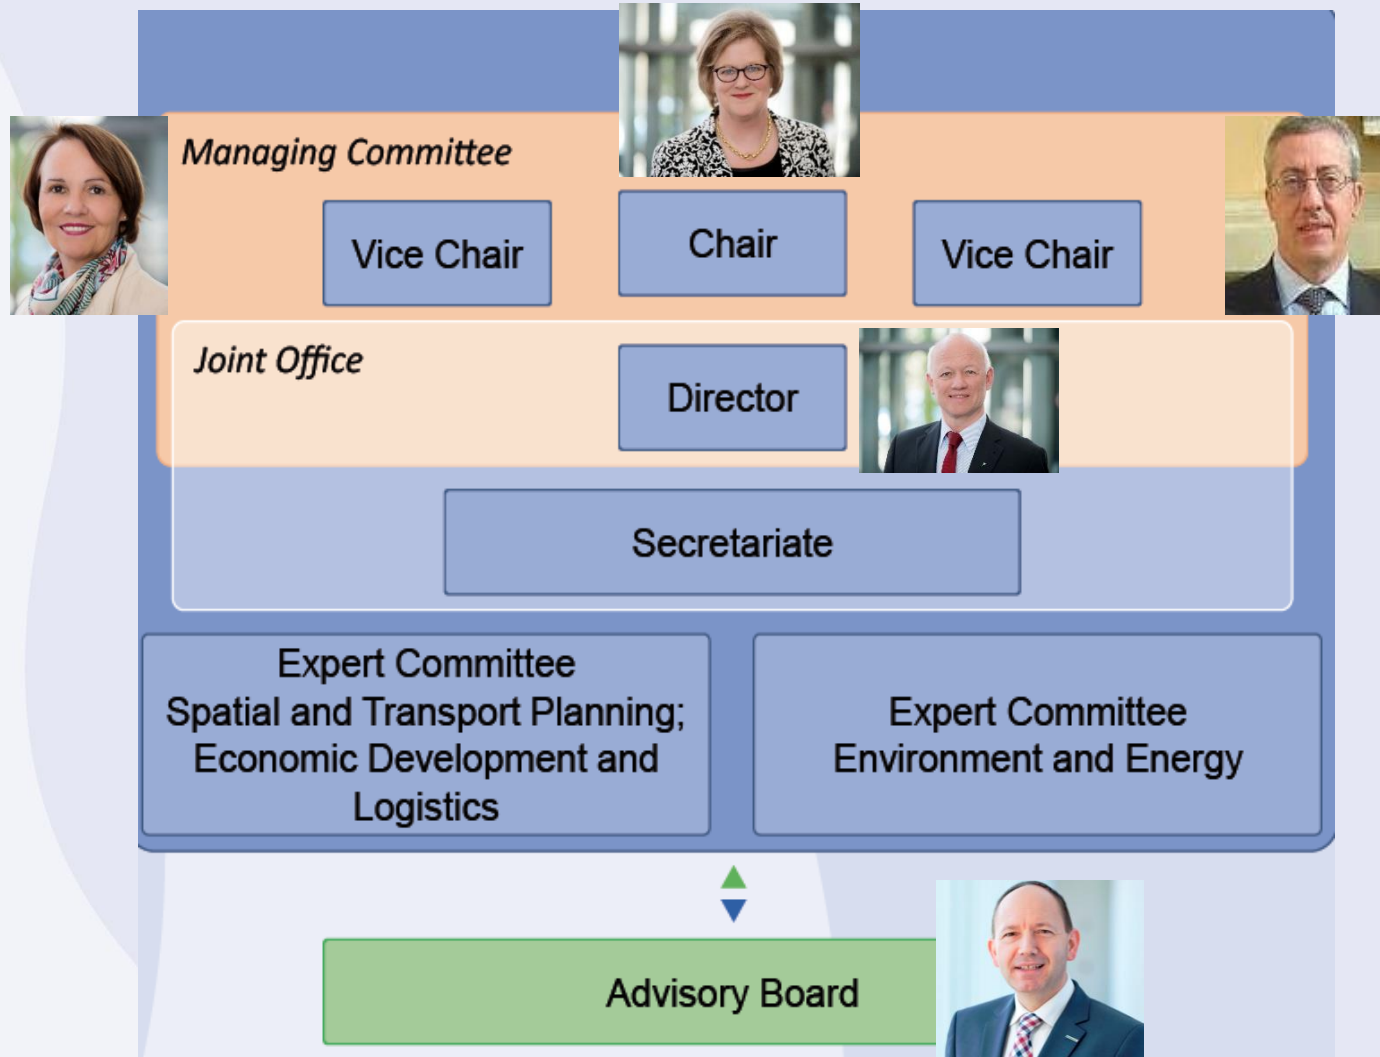 Managing Committee
Vice Chair
Chair
Vice Chair
Joint Office
Director
Secretariate
Expert Committee
Spatial and Transport Planning;
Economic Development and
Logistics
Expert Committee
Environment and Energy
Advisory Board